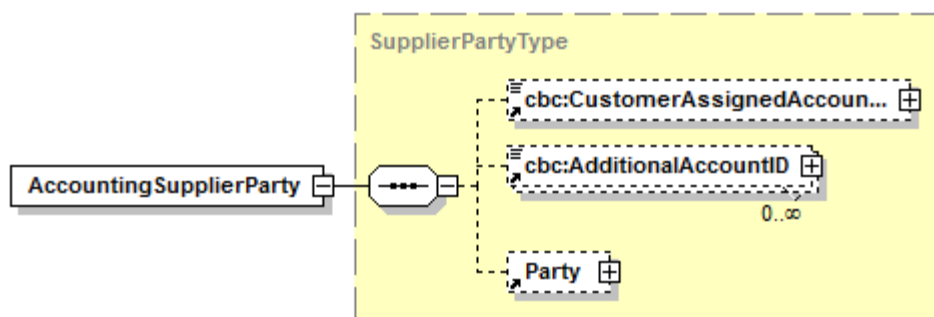 SupplierPartyType
cbc:CustomerAssignedAccoun...
AccountingSupplierParty
cbc:AdditionalAccountID
0..∞
Party